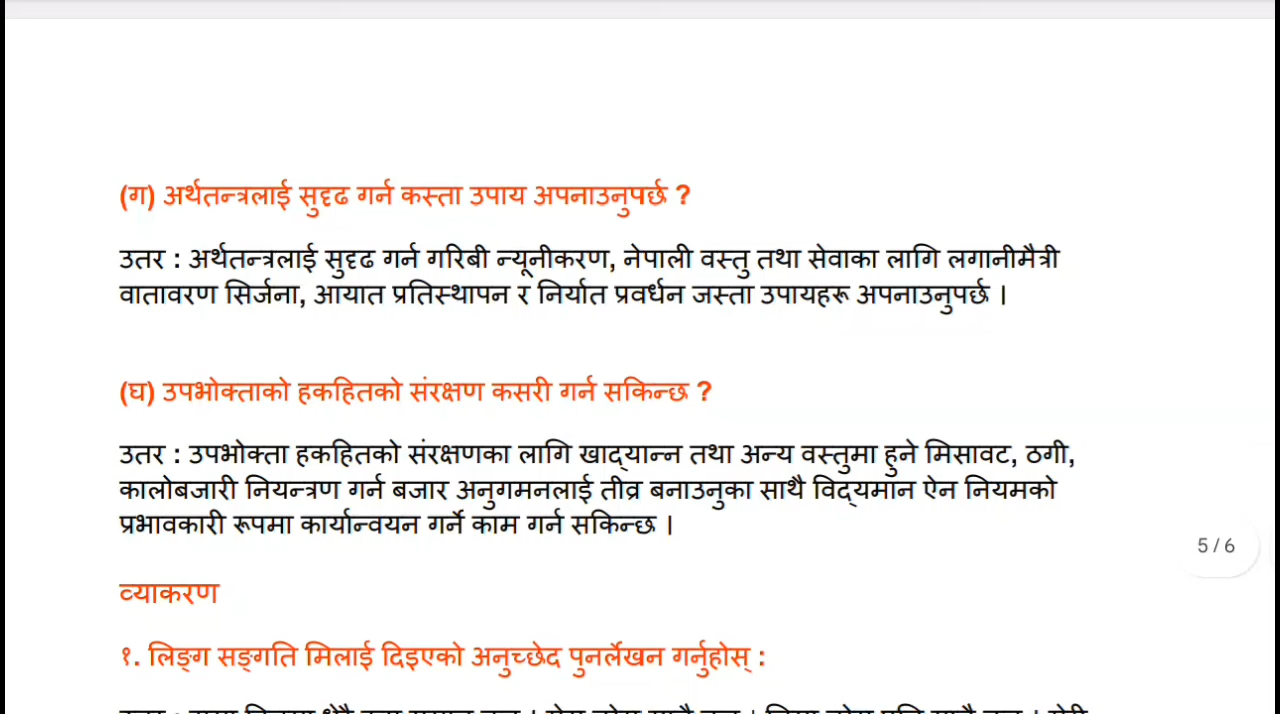 (ग) अर्थतन्त्रलाई सुदृढ गर्न कस्ता उपाय अपनाउनुपर्छ ?
उतर : अर्थतन्त्रलाई सुदृढ गर्न गरिबी न्यूनीकरण, नेपाली वस्तु तथा सेवाका लागि लगानीमैत्री
वातावरण सिर्जना, आयात प्रतिस्थापन र निर्यात प्रवर्धन जस्ता उपायहरू अपनाउनुपर्छ ।
(घ) उपभोक्ताको हकहितको संरक्षण कसरी गर्न सकिन्छ ?
उतर : उपभोक्ता हकहितको संरक्षणका लागि खाद्यान्न तथा अन्य वस्तुमा हुने मिसावट, ठगी,
कालोबजारी नियन्त्रण गर्न बजार अनुगमनलाई तीव्र बनाउनुका साथै विद्यमान ऐन नियमको
प्रभावकारी रूपमा कार्यान्वयन गर्ने काम गर्न सकिन्छ ।
5 / 6
व्याकरण
१. लिङ्ग सङ्गति मिलाई दिइएको अनुच्छेद पुनर्लेखन गर्नुहोस् :